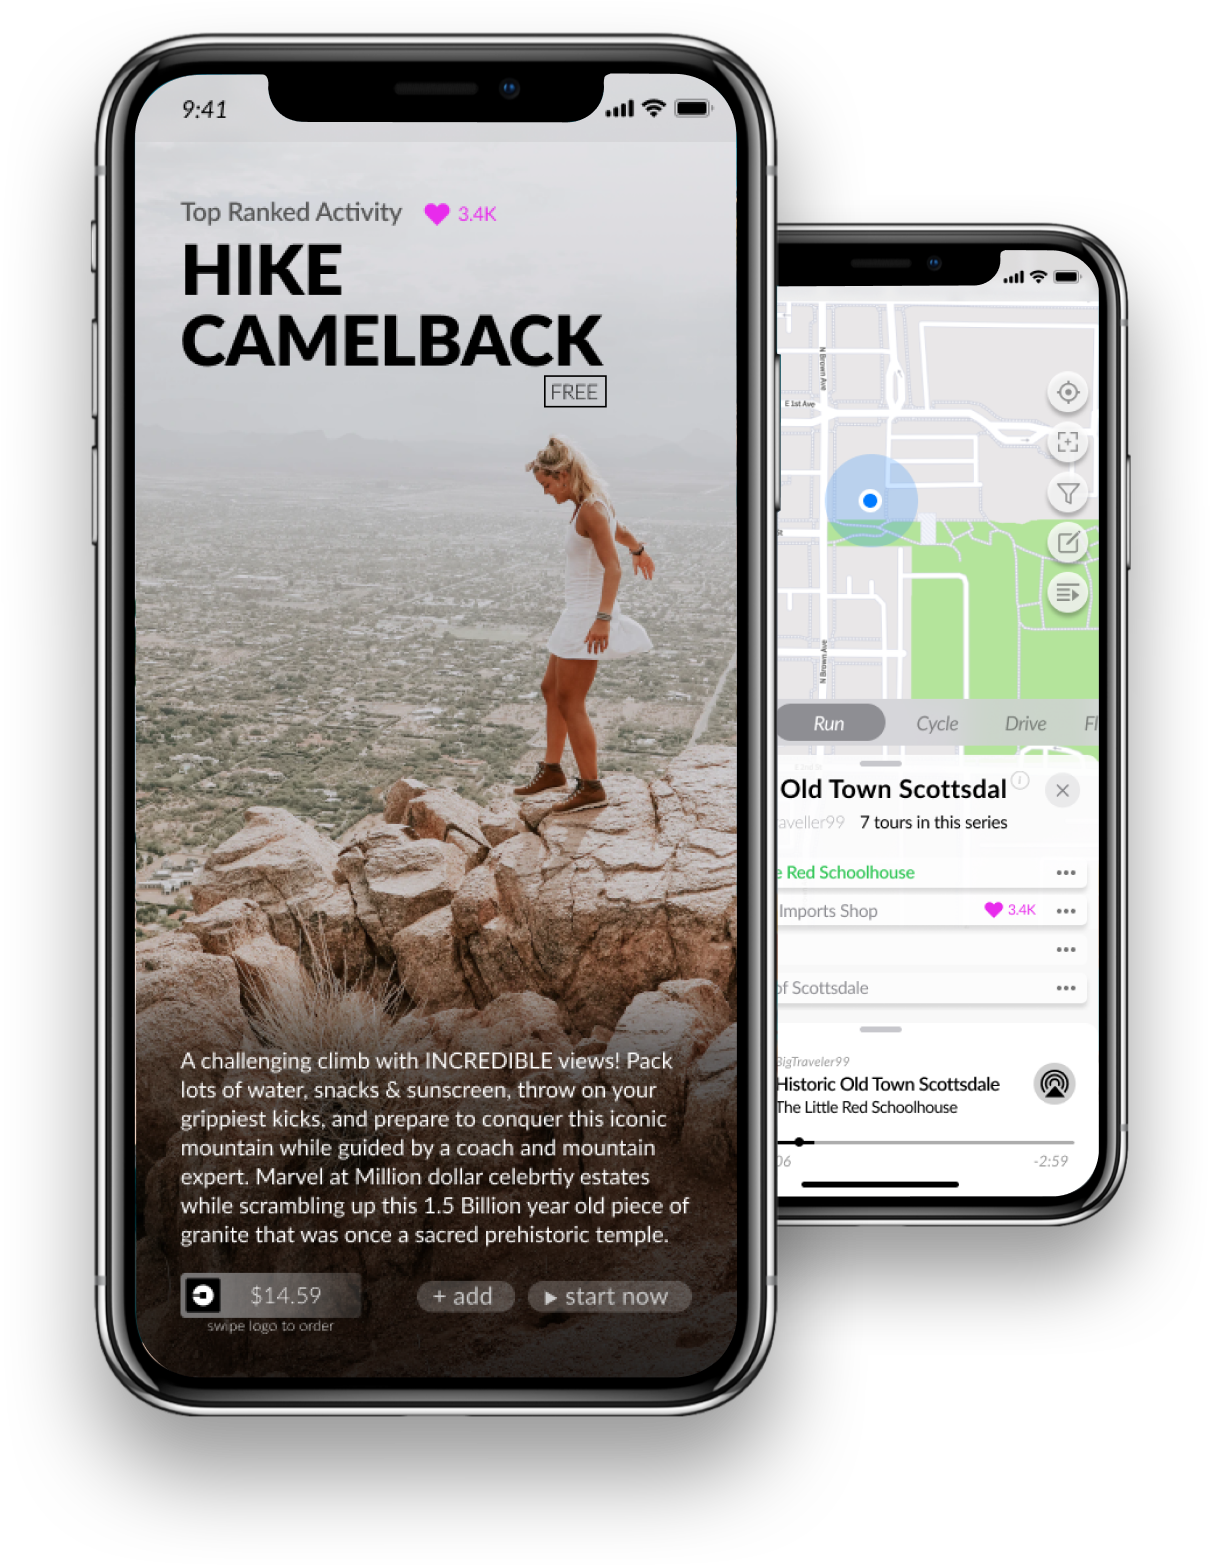 9:41
Top Ranked Activity 3.4K
HIKE
CAMELBACK
FREE
A challenging climb with INCREDIBLE views! Pack
lots of water, snacks & sunscreen, throw on your
grippiest kicks, and prepare to conquer this iconic
mountain while guided by a coach and mountain
expert. Marvel at Million dollar celebrtiy estates
while scrambling up this 1.5 Billion year old piece of
granite that was once a sacred prehistoric temple.
$14.59
+ add
start now
swipe logo to order
N Brown Ave
E 1st Ave
N Brown Ave
Run Cycle Drive Fl
Old Town Scottsdal
aveller99 7 tours in this series
e Red Schoolhouse
Imports Shop 3.4K
of Scottsdale
BigTraveler99
Historic Old Town Scottsdale
The Little Red Schoolhouse
06 -2:59